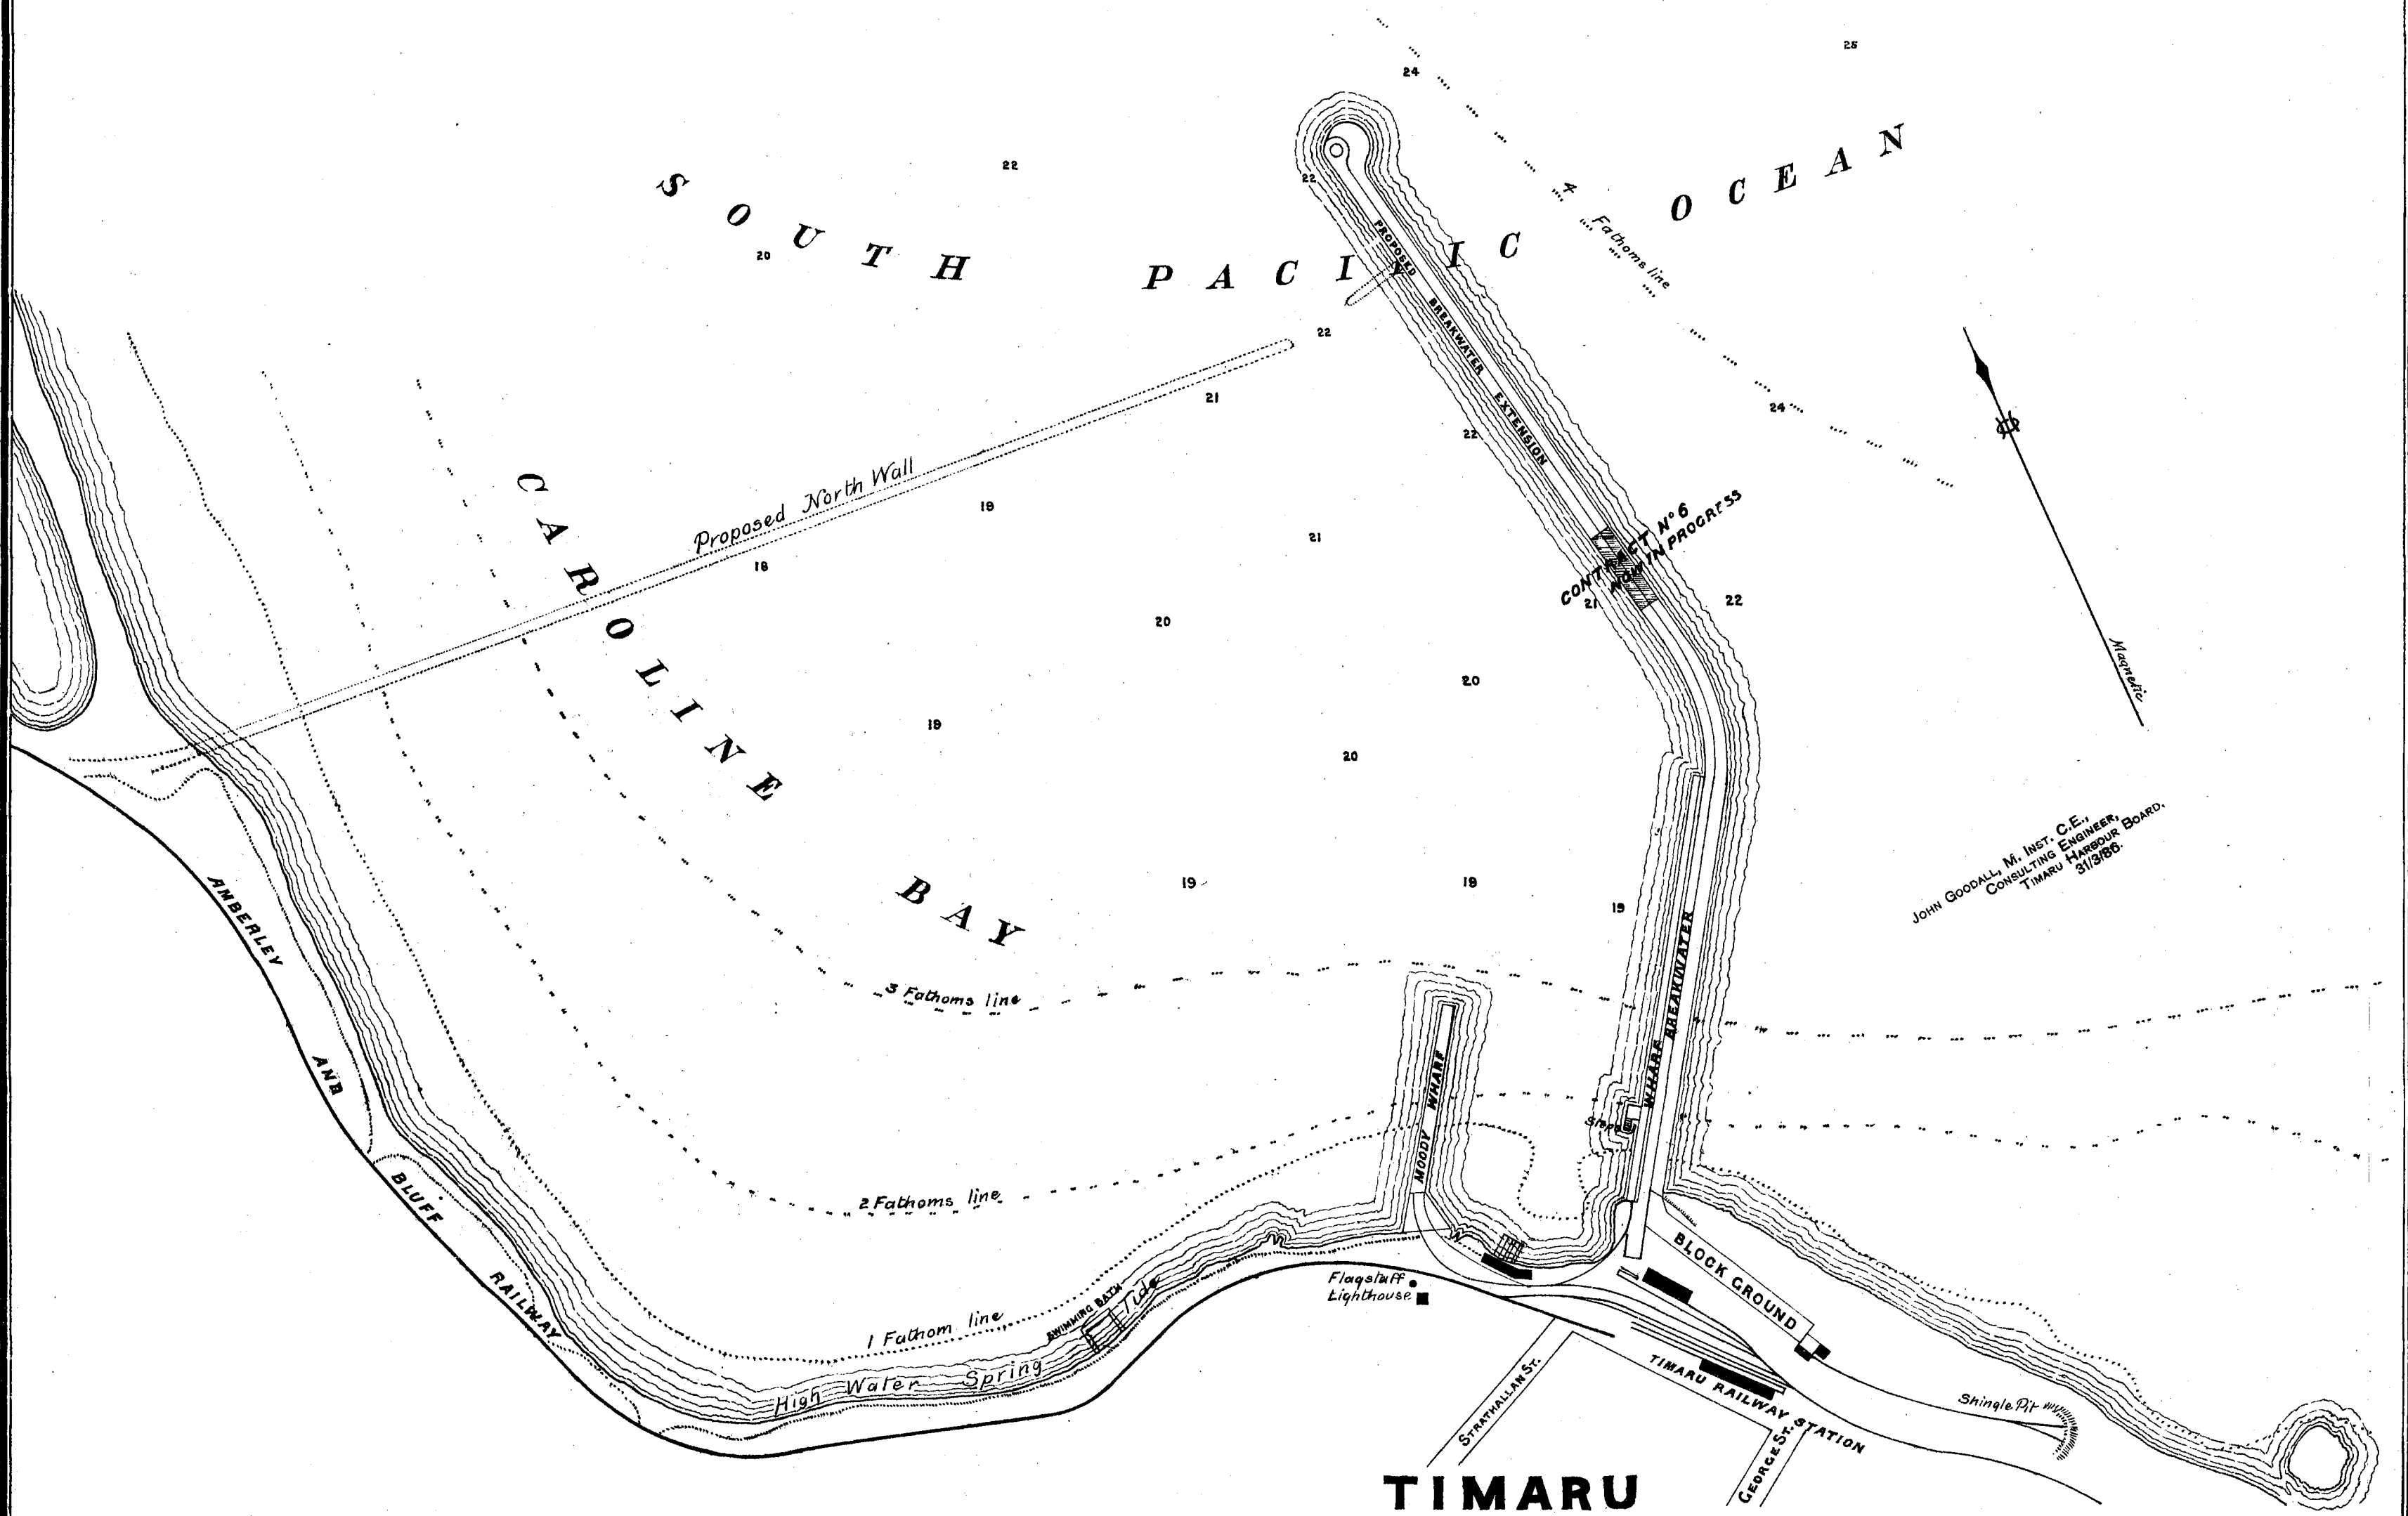 25
24
SOUTH PACIFIC OCEAN
22
22
20
4 Fathoms line
PROPOSED BREAKWATER EXTENSION
22
21
24
22
Proposed North Wall
19
18
CAROLINE BAY
CONTRACT No 6
NOW IN PROGRESS
21
21
22
20
20
Magnetic
19
20
JOHN GOODALL, M. INST. C.E.,
CONSULTING ENGINEER,
TIMARU HARBOUR BOARD.
31/3/86.
19
18
19
AMBERLEY AND BLUFF RAILWAY
3 Fathoms line
WHARF BREAKWATER
MOODY WHARF
Steps
2 Fathoms line
BLOCK GROUND
Flagstaff
Lighthouse
SWIMMING BATH
1 Fathom line
High Water Spring Tide
STRATHALLAN ST.
TIMARU RAILWAY STATION
Shingle Pit
GEORGE ST.
TIMARU